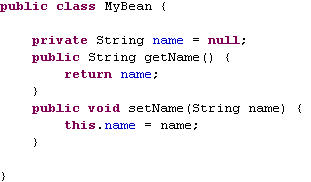 public class MyBean {
    private String name = null;
    public String getName() {
        return name;
    }
    public void setName(String name) {
        this.name = name;
    }
}